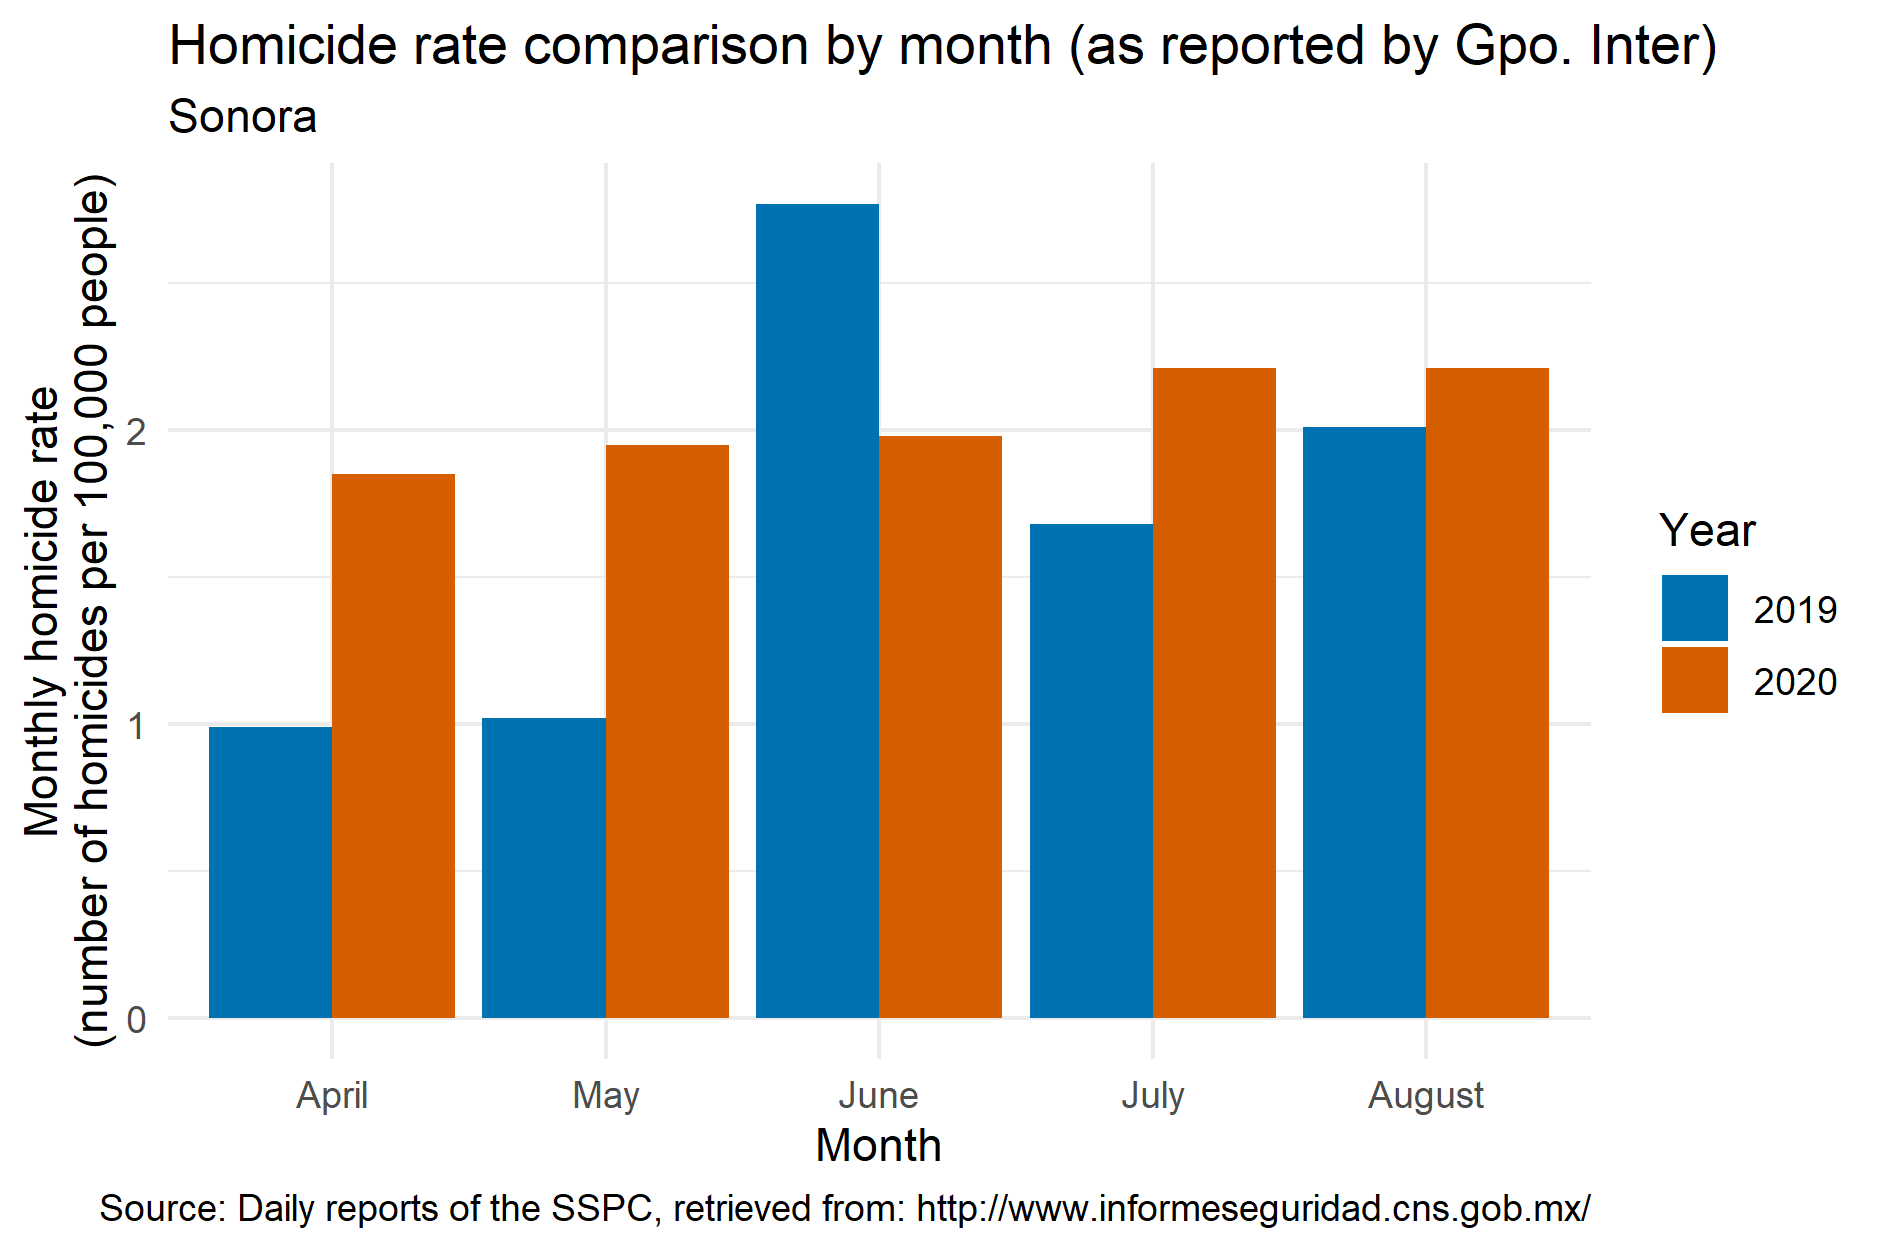 Homicide rate comparison by month (as reported by Gpo. Inter)
Sonora
Monthly homicide rate
(number of homicides per 100,000 people)
2
1
0
April
May
June
July
August
Month
Year
2019
2020
Source: Daily reports of the SSPC, retrieved from: http://www.informeseguridad.cns.gob.mx/